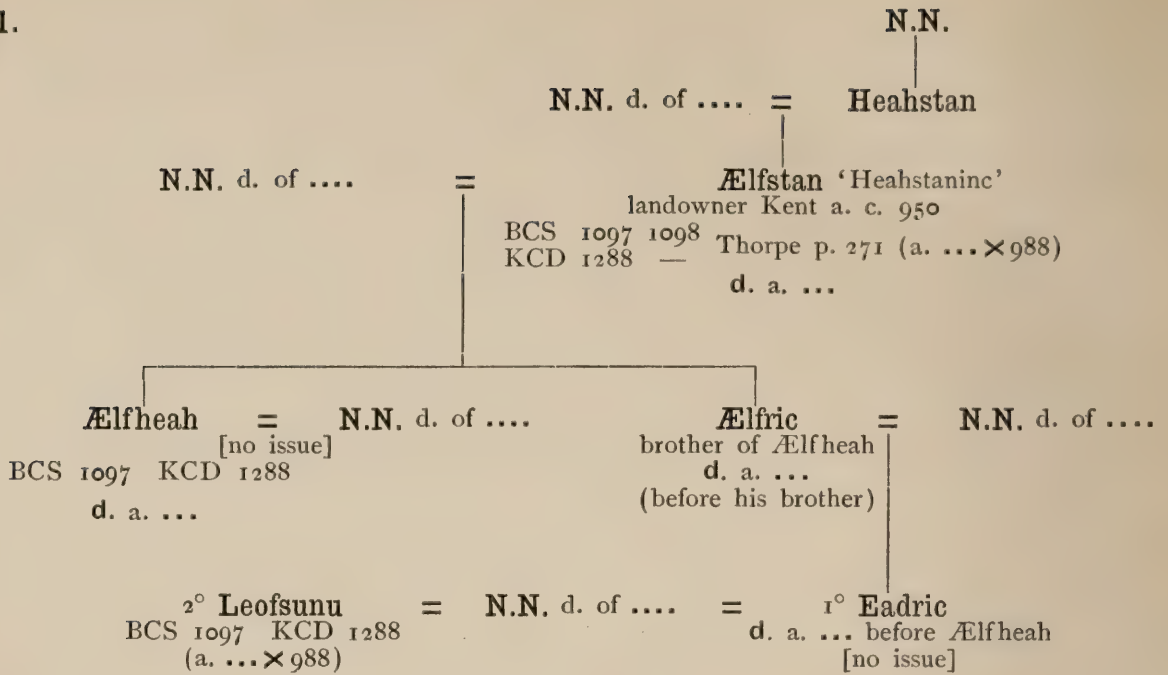 1.
N.N.
N.N. d. of .... = Heahstan
N.N. d. of .... = Ælfstan ‘Heahstaninc’
landowner Kent a. c. 950
BCS 1097 1098
KCD 1288 — Thorpe p. 271 (a. ...×988)
d. a. ...
Ælfheah = N.N. d. of .... Ælfric = N.N. d. of ....
[no issue] brother of Ælfheah
BCS 1097 KCD 1288 d. a. ...
d. a. ... (before his brother)
2° Leofsunu = N.N. d. of .... = 1° Eadric
BCS 1097 KCD 1288 d. a. ... before Ælfheah
(a. ...×988) [no issue]